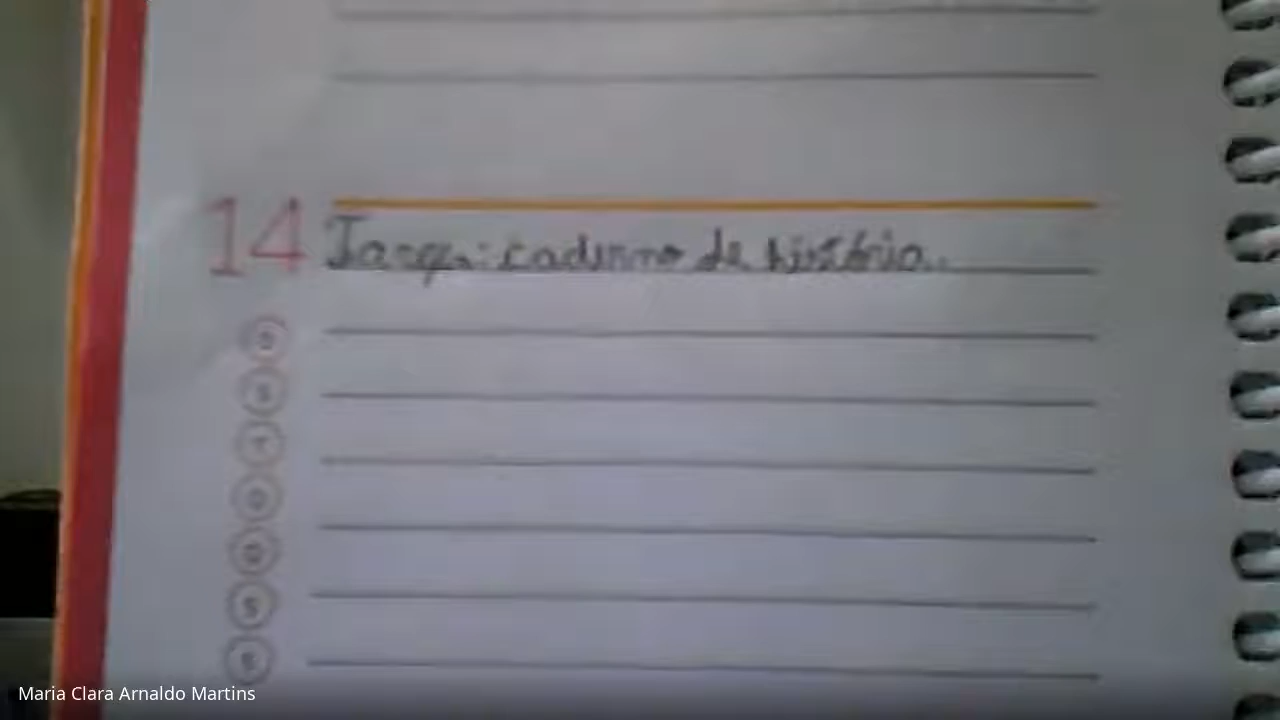 14 Tarefa: caderno de história.
D
S
T
Q
Q
S
S
Maria Clara Arnaldo Martins